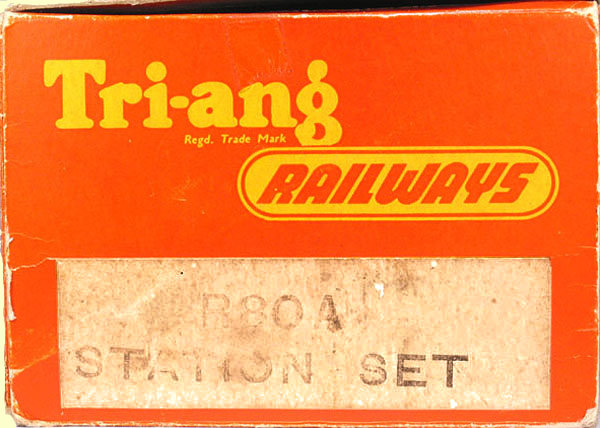 Tri-ang
Regd. Trade Mark
RAILWAYS
R80A
STATION SET